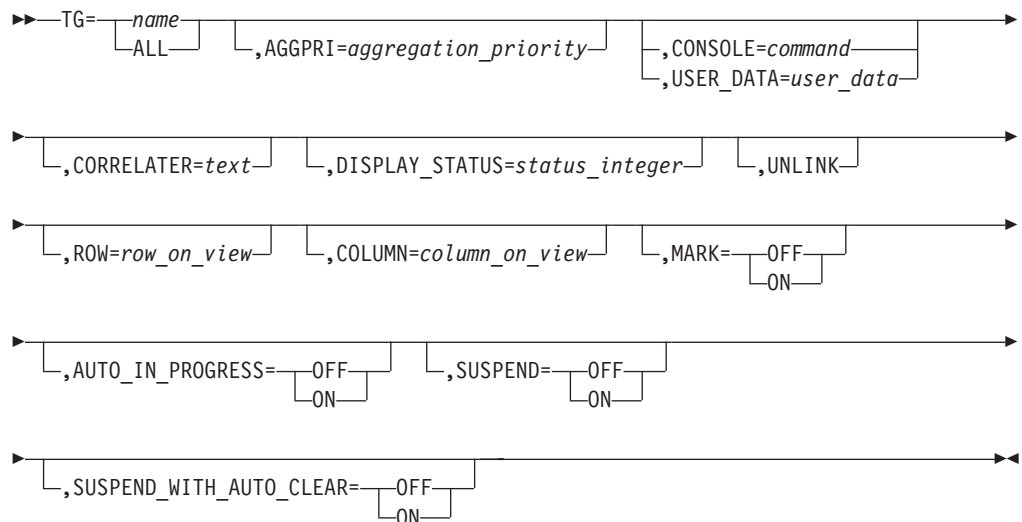 TG= name
ALL ,AGGPRI=aggregation_priority ,CONSOLE=command
,USER_DATA=user_data
,CORRELATER=text ,DISPLAY_STATUS=status_integer ,UNLINK
,ROW=row_on_view ,COLUMN=column_on_view ,MARK= OFF
ON
,AUTO_IN_PROGRESS= OFF ,SUSPEND= OFF
ON ON
,SUSPEND_WITH_AUTO_CLEAR= OFF
ON